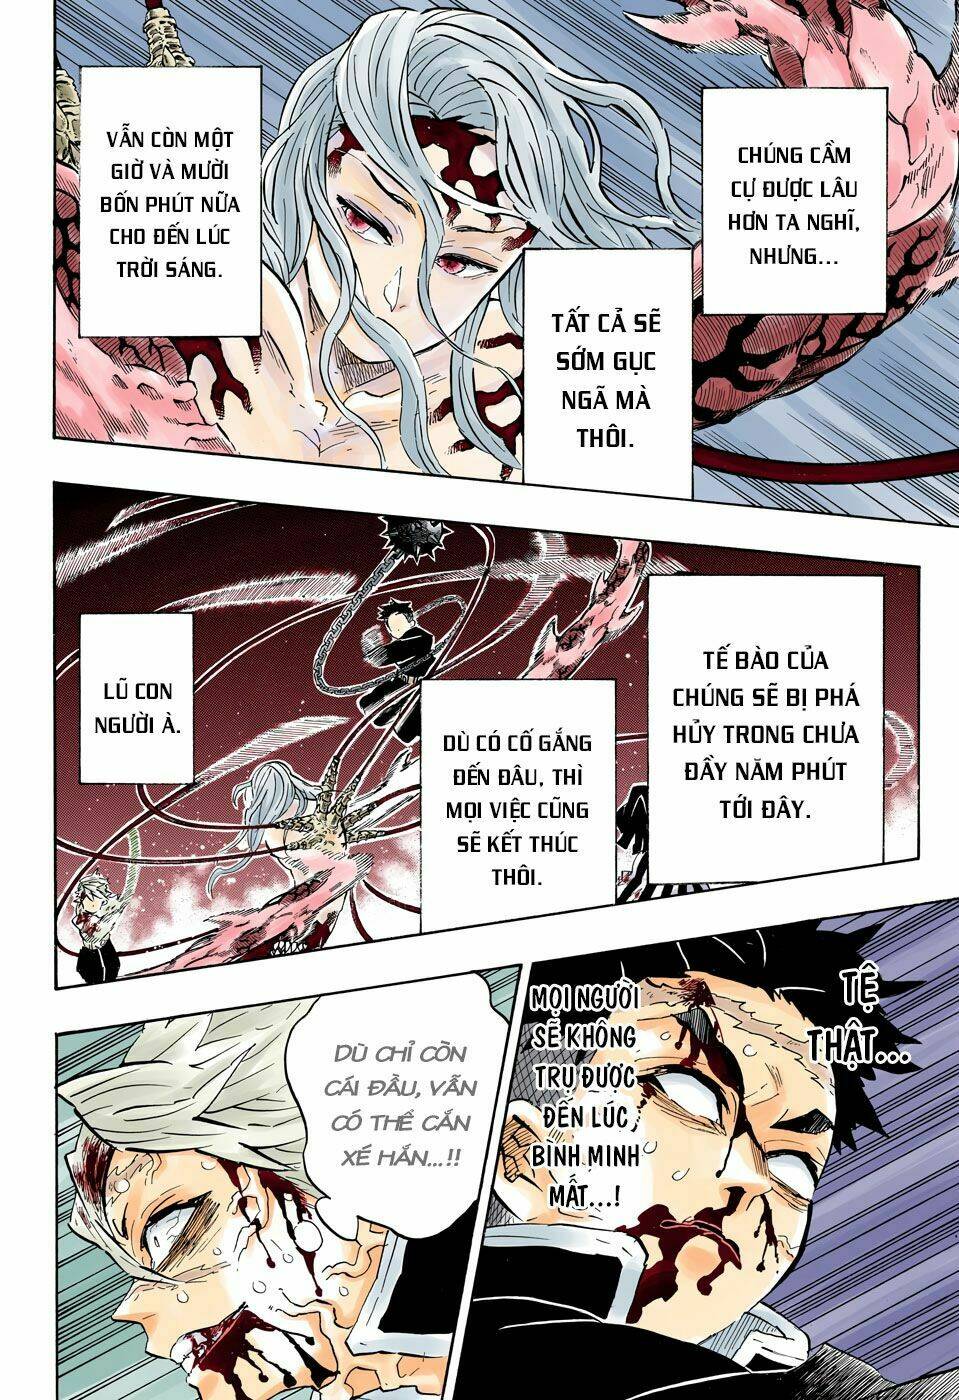 CHÚNG CẦM
CỰ ĐƯỢC LÂU
HƠN TA NGHĨ,
NHƯNG...
TẤT CẢ SẼ
SỚM GỤC
NGÃ MÀ
THÔI.
VẪN CÒN MỘT
GIỜ VÀ MƯỜI
BỐN PHÚT NỮA
CHO ĐẾN LÚC
TRỜI SÁNG.
TẾ BÀO CỦA
CHÚNG SẼ BỊ PHÁ
HỦY TRONG CHƯA
ĐẦY NĂM PHÚT
TỚI ĐÂY.
DÙ CÓ CỐ GẮNG
ĐẾN ĐÂU, THÌ
MỌI VIỆC CŨNG
SẼ KẾT THÚC
THÔI.
LŨ CON
NGƯỜI À.
TỆ
THẬT...
MỌI NGƯỜI
SẼ KHÔNG
TRỤ ĐƯỢC
ĐẾN LÚC
BÌNH MINH
MẤT...!
DÙ CHỈ CÒN
CÁI ĐẦU, VẪN
CÓ THỂ CẮN
XÉ HẮN...!!